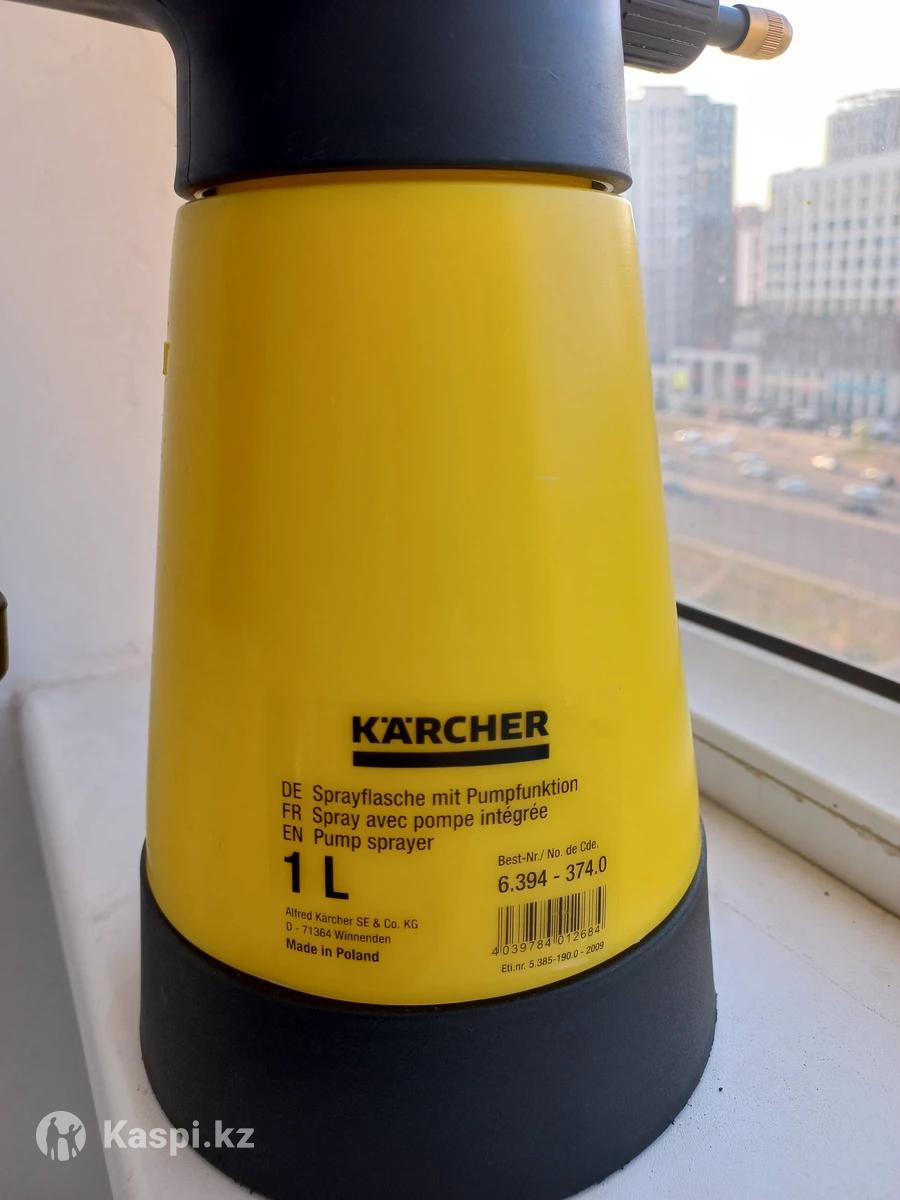 KÄRCHER
DE Sprayflasche mit Pumpfunktion
FR Spray avec pompe intégrée
EN Pump sprayer
1 L
Best-Nr./ No. de Cde.
6.394 - 374.0
Alfred Kärcher SE & Co. KG
D - 71364 Winnenden
Made in Poland
4 039784 012684
Eti.nr. 5.385-190.0 - 2009
Kaspi.kz